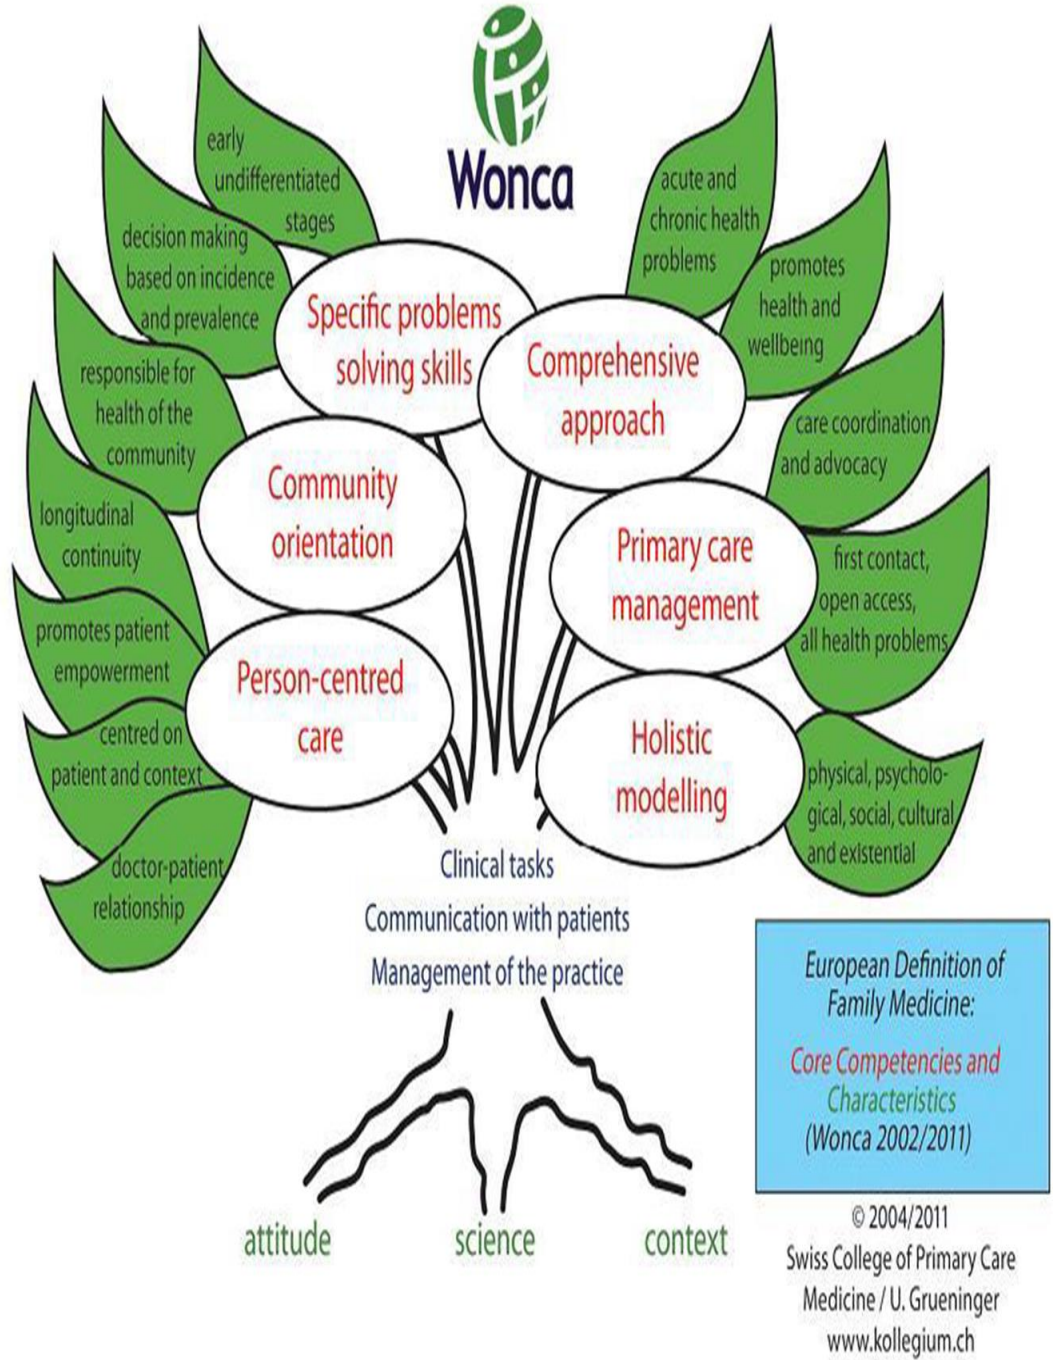 Wonca
early
undifferentiated
stages
decision making
based on incidence
and prevalence
responsible for
health of the
community
longitudinal
continuity
promotes patient
empowerment
centred on
patient and context
doctor-patient
relationship
Specific problems
solving skills
Community
orientation
Person-centred
care
Comprehensive
approach
Primary care
management
Holistic
modelling
acute and
chronic health
problems
promotes
health and
wellbeing
care coordination
and advocacy
first contact,
open access,
all health problems
physical, psycholo-
gical, social, cultural
and existential
Clinical tasks
Communication with patients
Management of the practice
attitude
science
context
European Definition of
Family Medicine:
Core Competencies and
Characteristics
(Wonca 2002/2011)
© 2004/2011
Swiss College of Primary Care
Medicine / U. Grueninger
www.kollegium.ch